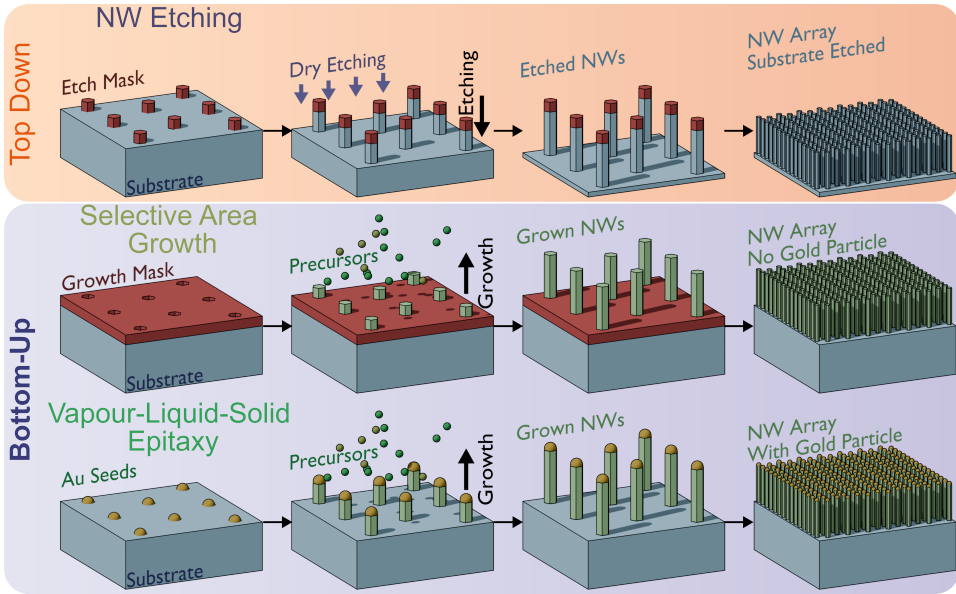 NW Etching
Top Down
Etch Mask
Substrate
Dry Etching
Etching
Etched NWs
NW Array
Substrate Etched
Bottom-Up
Selective Area
Growth
Growth Mask
Substrate
Precursors
Growth
Grown NWs
NW Array
No Gold Particle
Vapour-Liquid-Solid
Epitaxy
Au Seeds
Substrate
Precursors
Growth
Grown NWs
NW Array
With Gold Particle